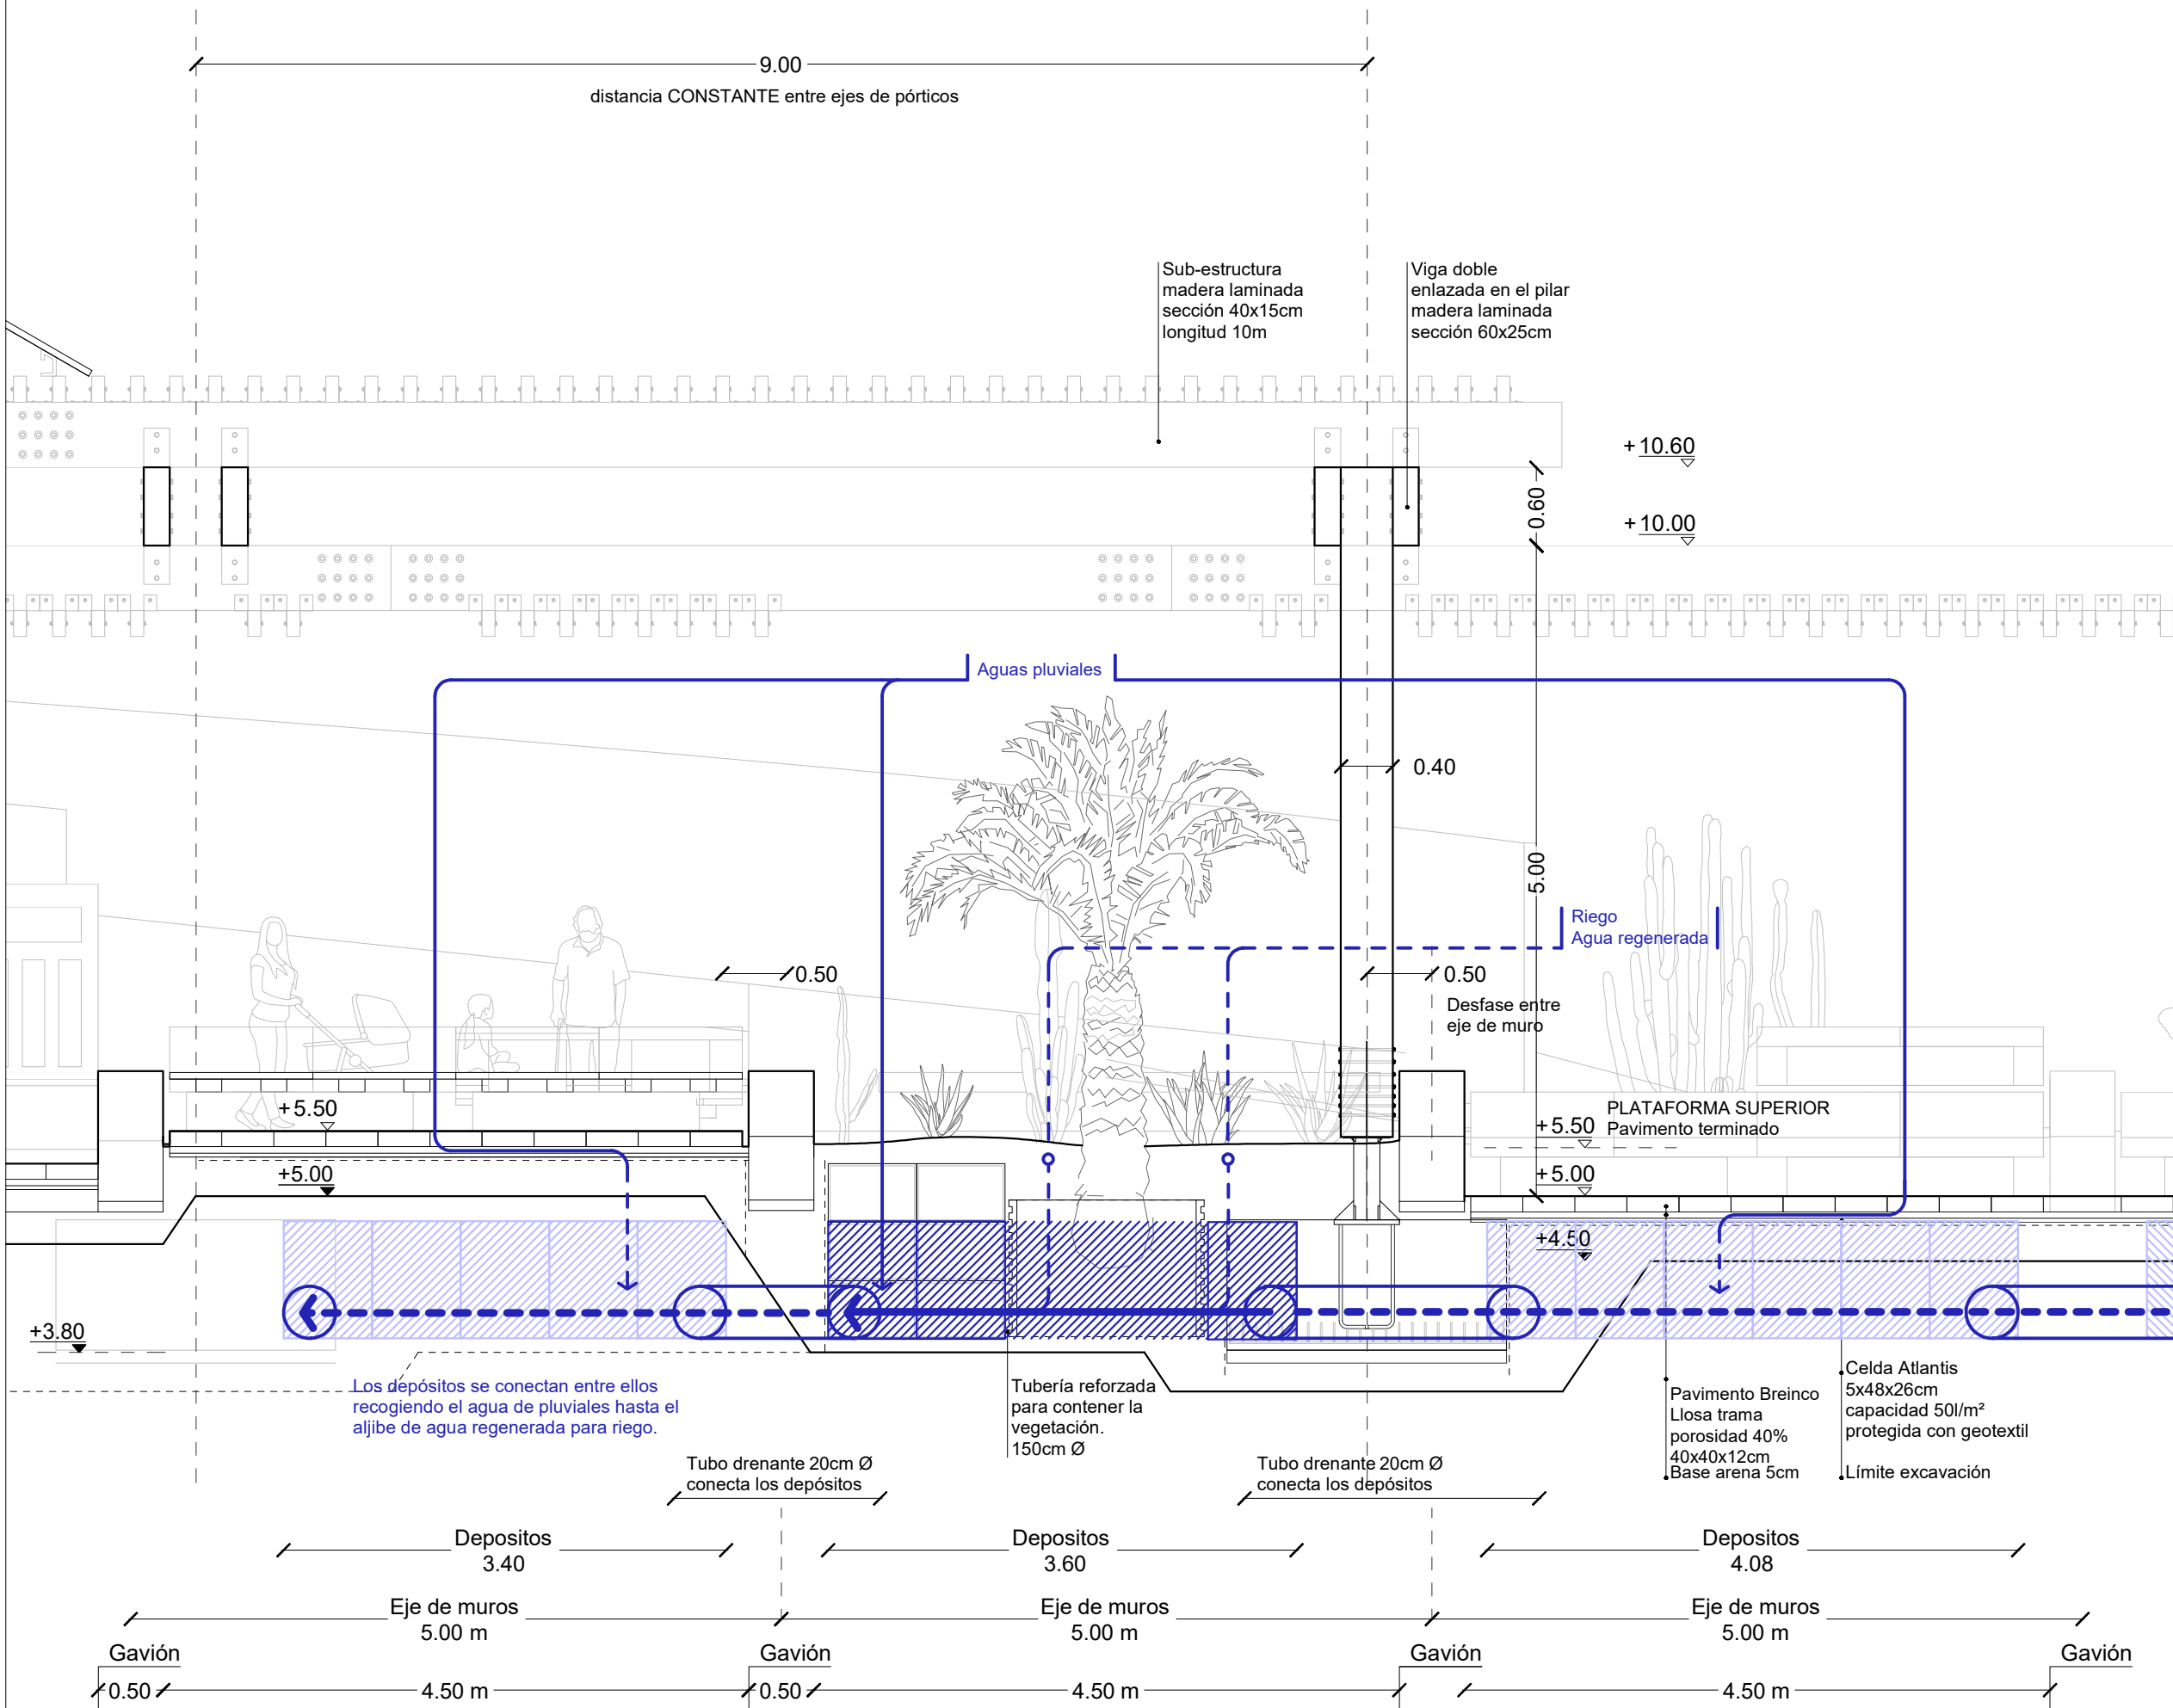 9.00
distancia CONSTANTE entre ejes de pórticos
Sub-estructura
madera laminada
sección 40x15cm
longitud 10m
Viga doble
enlazada en el pilar
madera laminada
sección 60x25cm
+10.60
0.60
+10.00
Aguas pluviales
0.40
5.00
Riego
Agua regenerada
0.50
0.50
Desfase entre
eje de muro
+5.50
+5.00
+5.50
PLATAFORMA SUPERIOR
Pavimento terminado
+5.00
+4.50
+3.80
Los depósitos se conectan entre ellos
recogiendo el agua de pluviales hasta el
aljibe de agua regenerada para riego.
Tubería reforzada
para contener la
vegetación.
150cm Ø
Pavimento Breinco
Llosa trama
porosidad 40%
40x40x12cm
Base arena 5cm
Celda Atlantis
5x48x26cm
capacidad 50l/m²
protegida con geotextil
Límite excavación
Tubo drenante 20cm Ø
conecta los depósitos
Tubo drenante 20cm Ø
conecta los depósitos
Depositos
3.40
Depositos
3.60
Depositos
4.08
Eje de muros
5.00 m
Eje de muros
5.00 m
Eje de muros
5.00 m
Gavión
Gavión
Gavión
Gavión
0.50
4.50 m
0.50
4.50 m
4.50 m